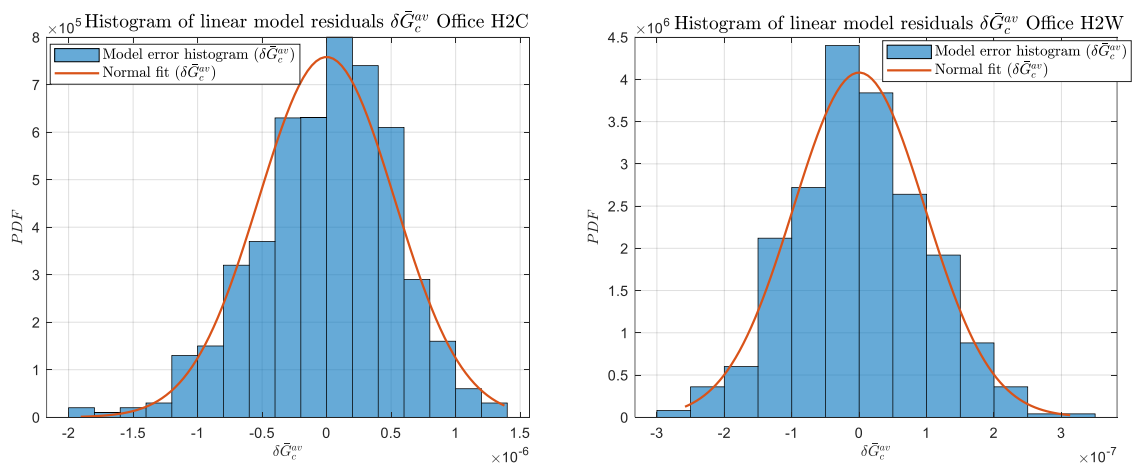 ×10⁵ Histogram of linear model residuals δḠ_c^{av} Office H2C
Model error histogram (δḠ_c^{av})
Normal fit (δḠ_c^{av})
8
7
6
5
4
3
2
1
0
PDF
-2 -1.5 -1 -0.5 0 0.5 1 1.5
δḠ_c^{av}
×10⁻⁶
×10⁶ Histogram of linear model residuals δḠ_c^{av} Office H2W
Model error histogram (δḠ_c^{av})
Normal fit (δḠ_c^{av})
4.5
4
3.5
3
2.5
2
1.5
1
0.5
0
PDF
-3 -2 -1 0 1 2 3
δḠ_c^{av}
×10⁻⁷